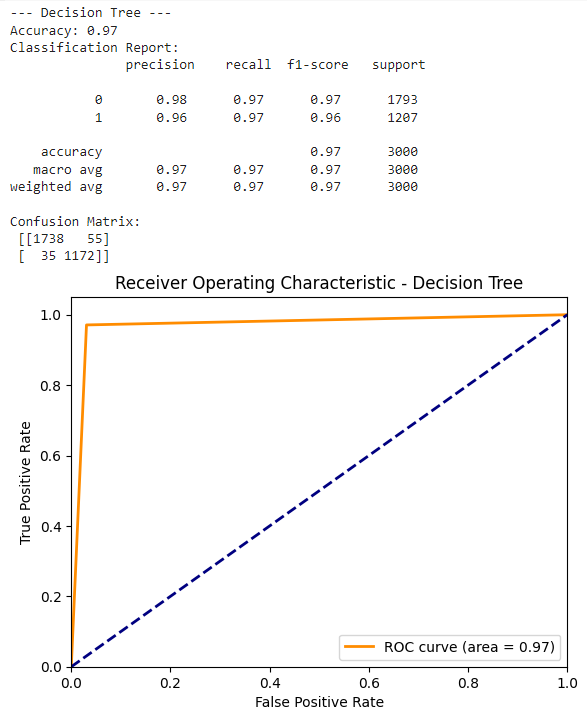 --- Decision Tree ---
Accuracy: 0.97
Classification Report:
              precision    recall  f1-score   support

           0       0.98      0.97      0.97      1793
           1       0.96      0.97      0.96      1207

    accuracy                           0.97      3000
   macro avg       0.97      0.97      0.97      3000
weighted avg       0.97      0.97      0.97      3000

Confusion Matrix:
 [[1738   55]
 [  35 1172]]
Receiver Operating Characteristic - Decision Tree
1.0
0.8
0.6
0.4
0.2
0.0
True Positive Rate
ROC curve (area = 0.97)
0.0 0.2 0.4 0.6 0.8 1.0
False Positive Rate